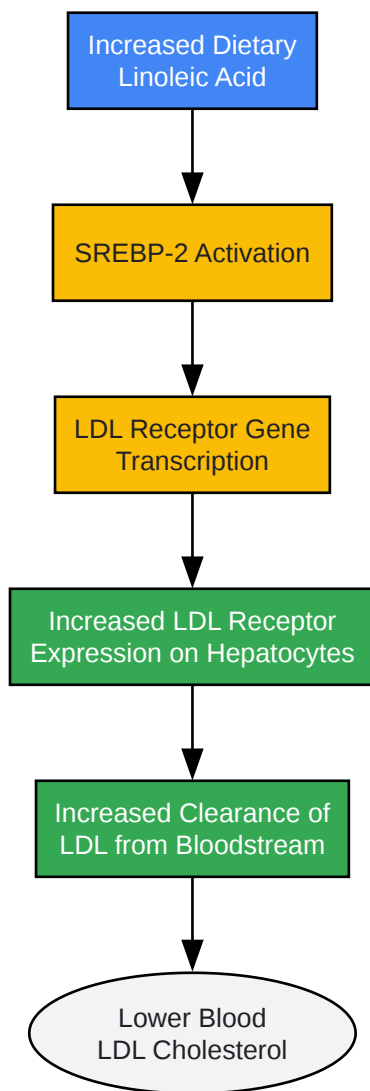 Increased Dietary
Linoleic Acid
SREBP-2 Activation
LDL Receptor Gene
Transcription
Increased LDL Receptor
Expression on Hepatocytes
Increased Clearance of
LDL from Bloodstream
Lower Blood
LDL Cholesterol